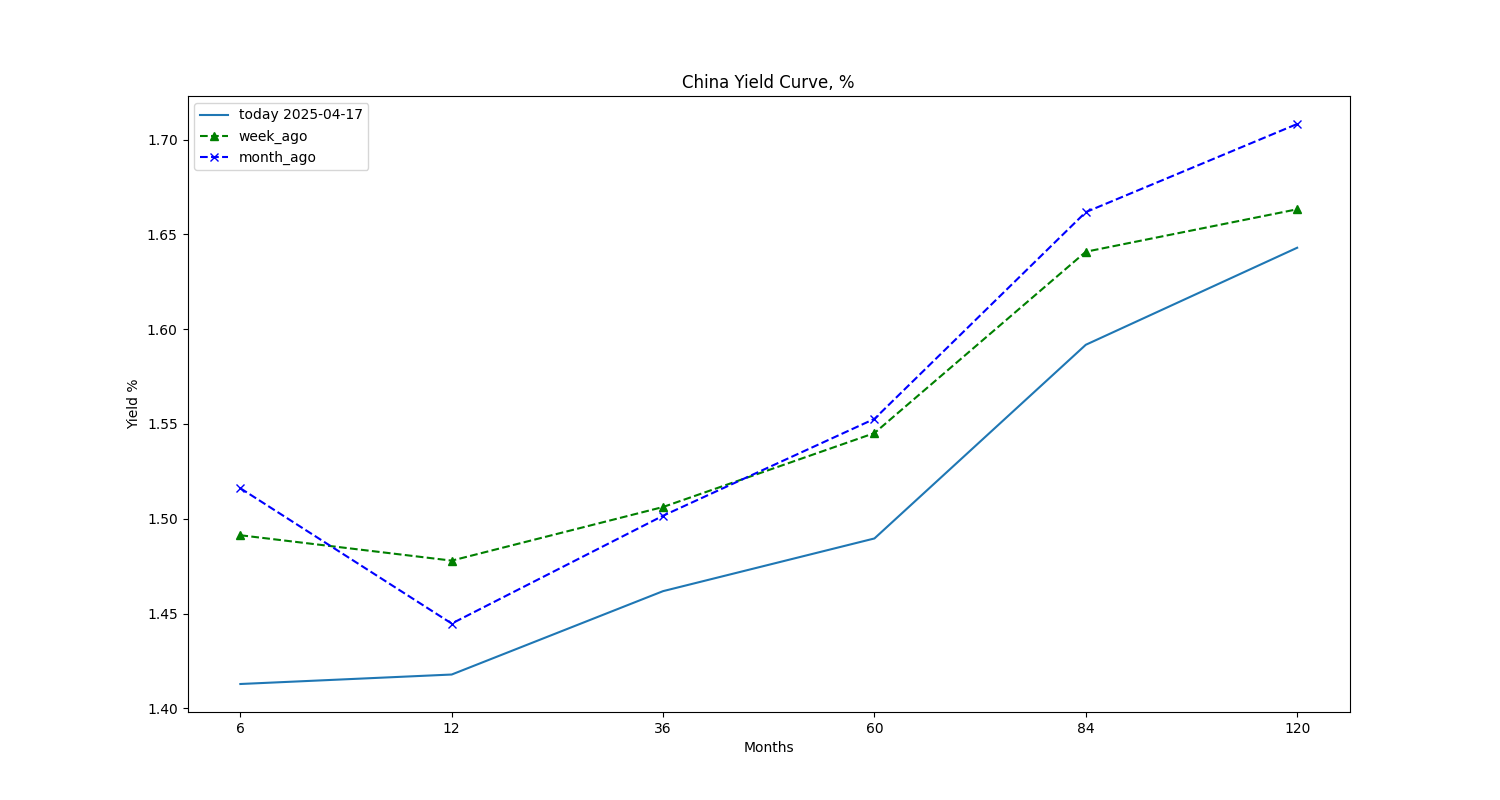 China Yield Curve, %
today 2025-04-17
week_ago
month_ago
1.70
1.65
1.60
1.55
1.50
1.45
1.40
Yield %
6 12 36 60 84 120
Months